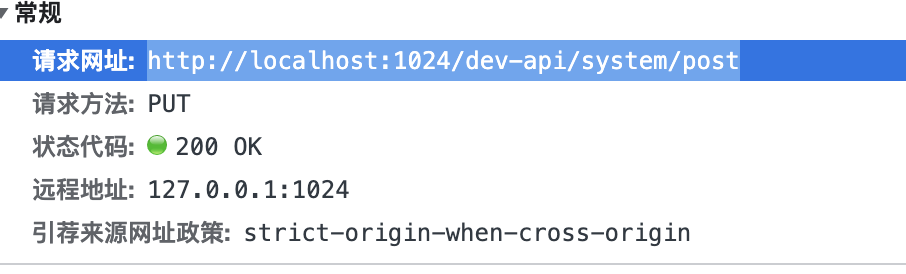 常规
请求网址: http://localhost:1024/dev-api/system/post
请求方法: PUT
状态代码: 200 OK
远程地址: 127.0.0.1:1024
引荐来源网址政策: strict-origin-when-cross-origin